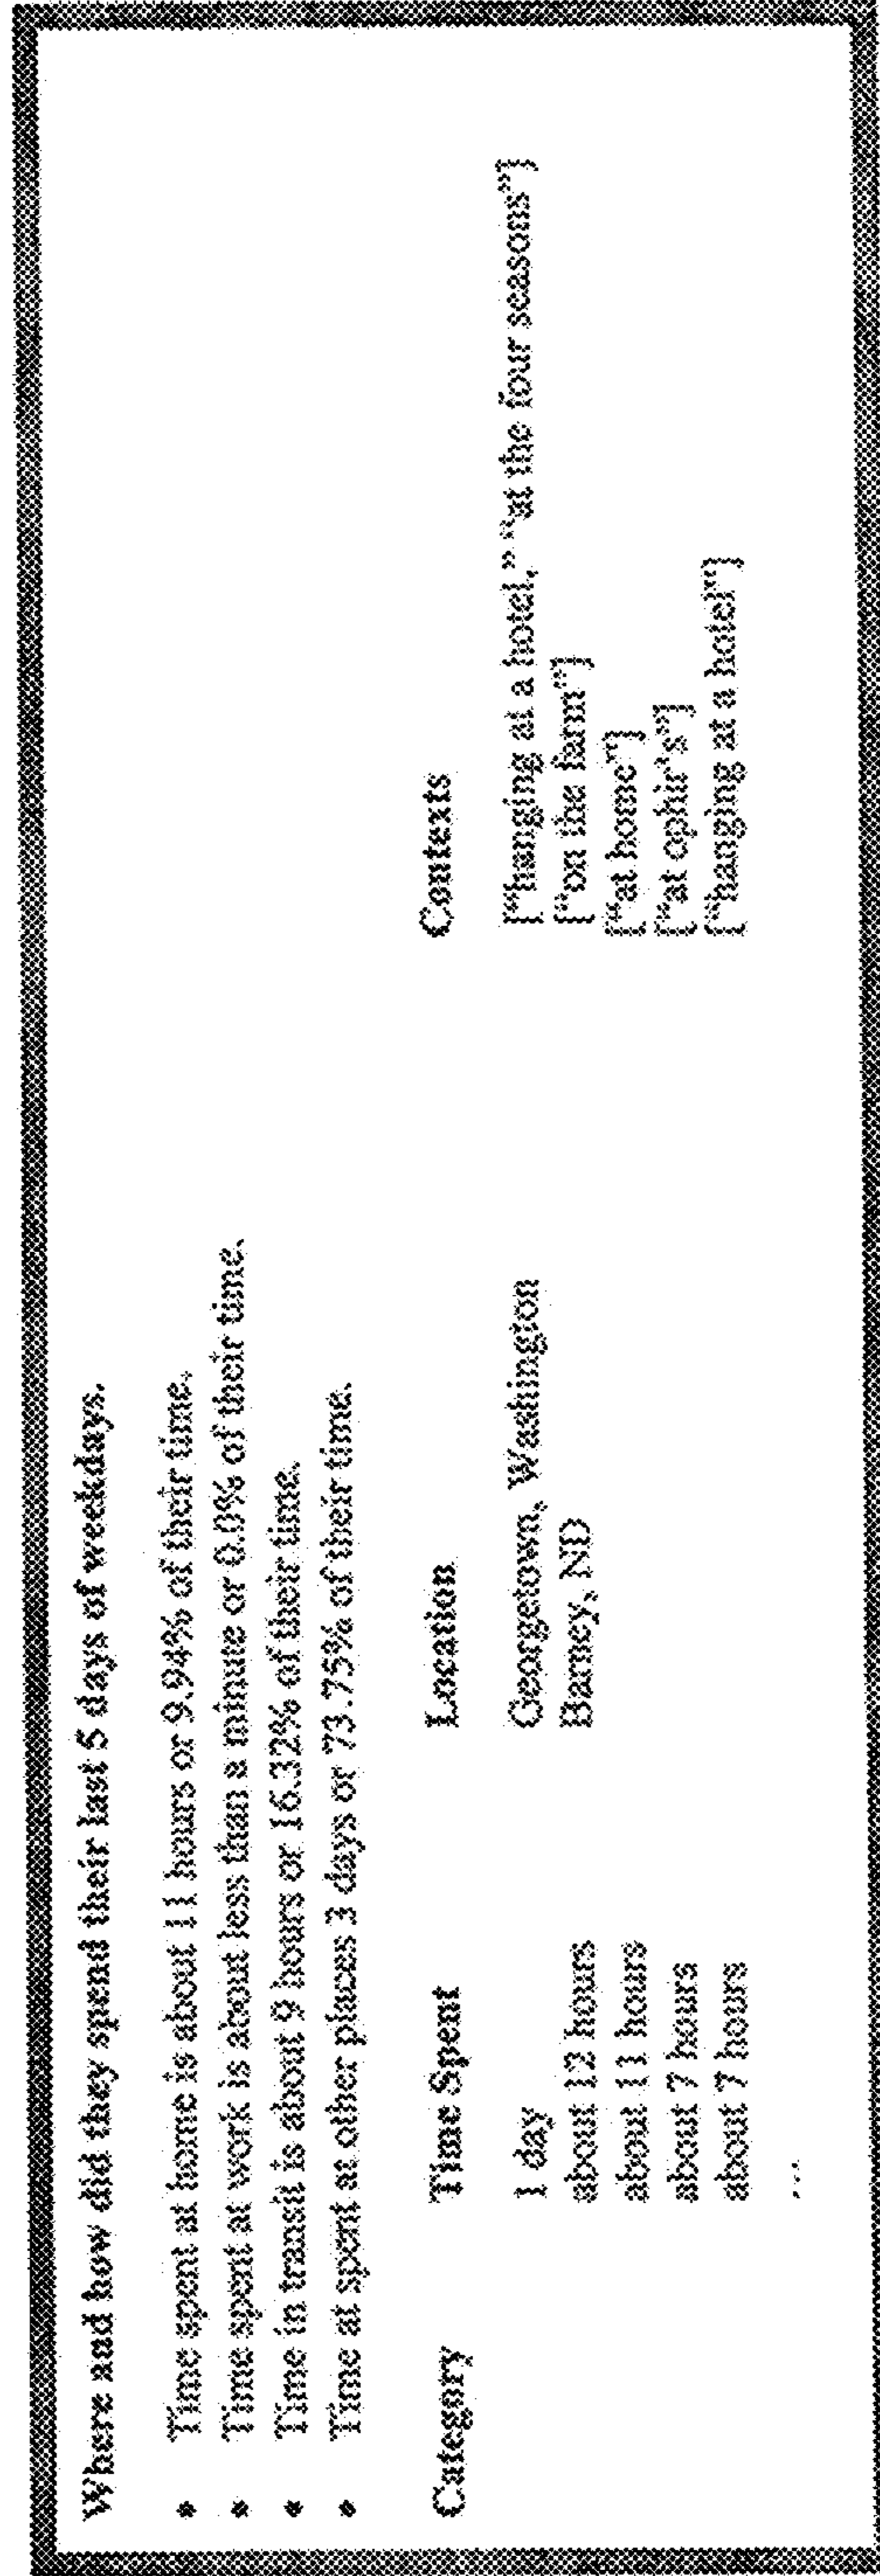 Where and how did they spend their last 5 days of weekdays.
• Time spent at home is about 11 hours or 9.94% of their time.
• Time spent at work is about less than a minute or 0.0% of their time.
• Time in transit is about 9 hours or 16.32% of their time.
• Time at spent at other places 3 days or 73.75% of their time.
Category Time Spent Location Contexts
1 day Georgetown, Washington ["hanging at a hotel," "at the four seasons"]
about 12 hours Barney, ND ["on the farm"]
about 11 hours ["at home"]
about 7 hours ["at ophir's"]
about 7 hours ["hanging at a hotel"]
...